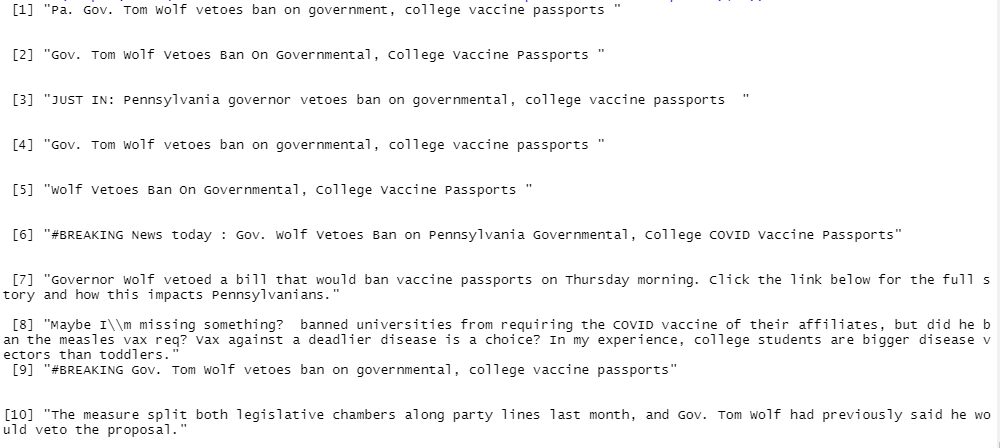 [1] "Pa. Gov. Tom Wolf vetoes ban on government, college vaccine passports "
[2] "Gov. Tom Wolf Vetoes Ban On Governmental, College Vaccine Passports "
[3] "JUST IN: Pennsylvania governor vetoes ban on governmental, college vaccine passports  "
[4] "Gov. Tom Wolf vetoes ban on governmental, college vaccine passports "
[5] "Wolf Vetoes Ban On Governmental, College Vaccine Passports "
[6] "#BREAKING News today : Gov. Wolf Vetoes Ban on Pennsylvania Governmental, College COVID Vaccine Passports"
[7] "Governor Wolf vetoed a bill that would ban vaccine passports on Thursday morning. Click the link below for the full s
tory and how this impacts Pennsylvanians."
[8] "Maybe I\\m missing something?  banned universities from requiring the COVID vaccine of their affiliates, but did he b
an the measles vax req? Vax against a deadlier disease is a choice? In my experience, college students are bigger disease v
ectors than toddlers."
[9] "#BREAKING Gov. Tom Wolf vetoes ban on governmental, college vaccine passports"
[10] "The measure split both legislative chambers along party lines last month, and Gov. Tom Wolf had previously said he wo
uld veto the proposal."